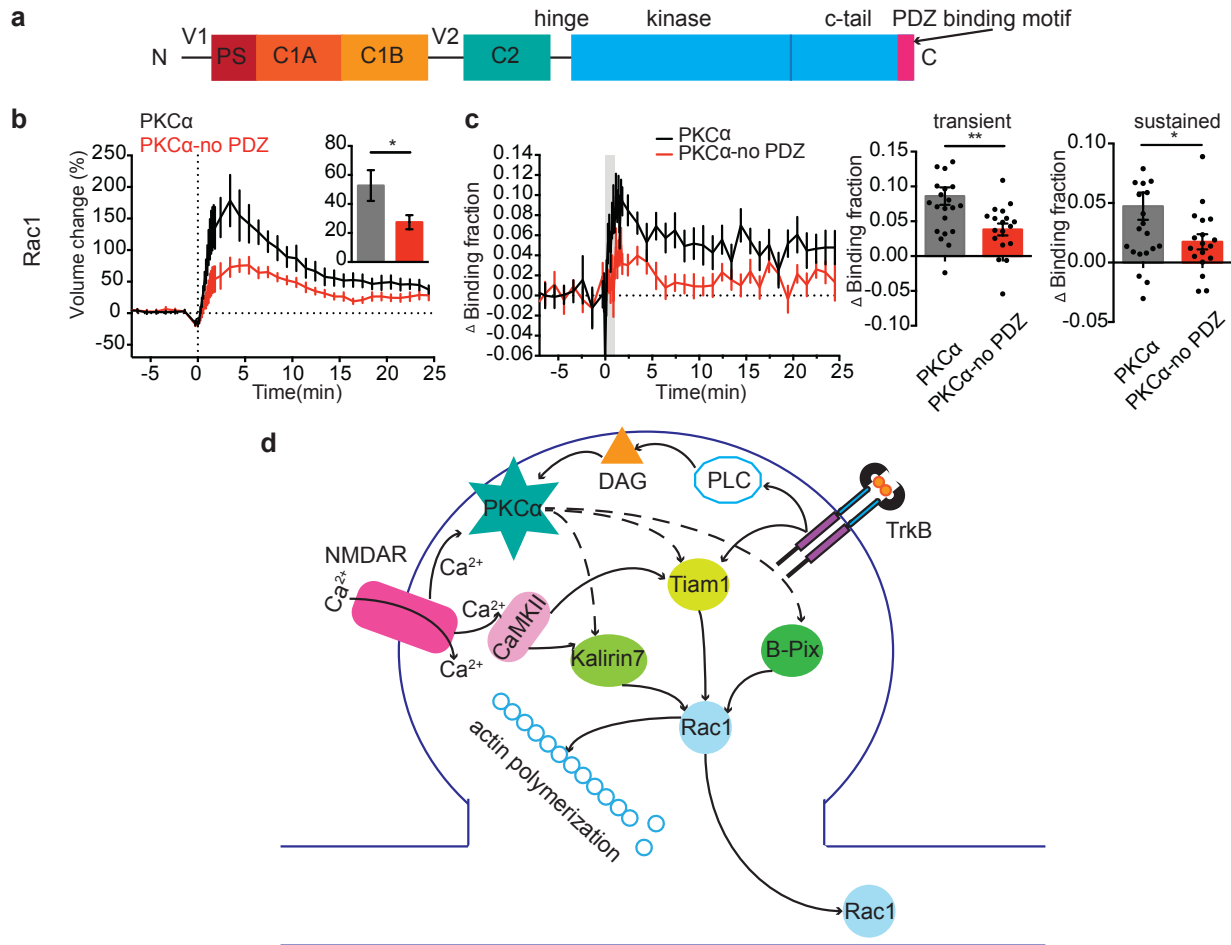 a
hinge kinase c-tail PDZ binding motif
V1 V2
N PS C1A C1B C2 C
b
PKCα
PKCα-no PDZ
Rac1
Volume change (%)
250
200
150
100
50
0
-50
-5 0 5 10 15 20 25
Time(min)
80
60
40
20
0
*
c
PKCα
PKCα-no PDZ
Δ Binding fraction
0.14
0.12
0.10
0.08
0.06
0.04
0.02
0.00
-0.02
-0.04
-0.06
-5 0 5 10 15 20 25
Time(min)
transient
**
Δ Binding fraction
0.15
0.10
0.05
0.00
-0.05
-0.10
PKCα
PKCα-no PDZ
sustained
*
Δ Binding fraction
0.10
0.05
0.00
-0.05
PKCα
PKCα-no PDZ
d
DAG
PLC
PKCα
TrkB
NMDAR
Ca²⁺
Ca²⁺
Ca²⁺
Ca²⁺
CaMKII
Tiam1
Kalirin7
B-Pix
Rac1
actin polymerization
Rac1